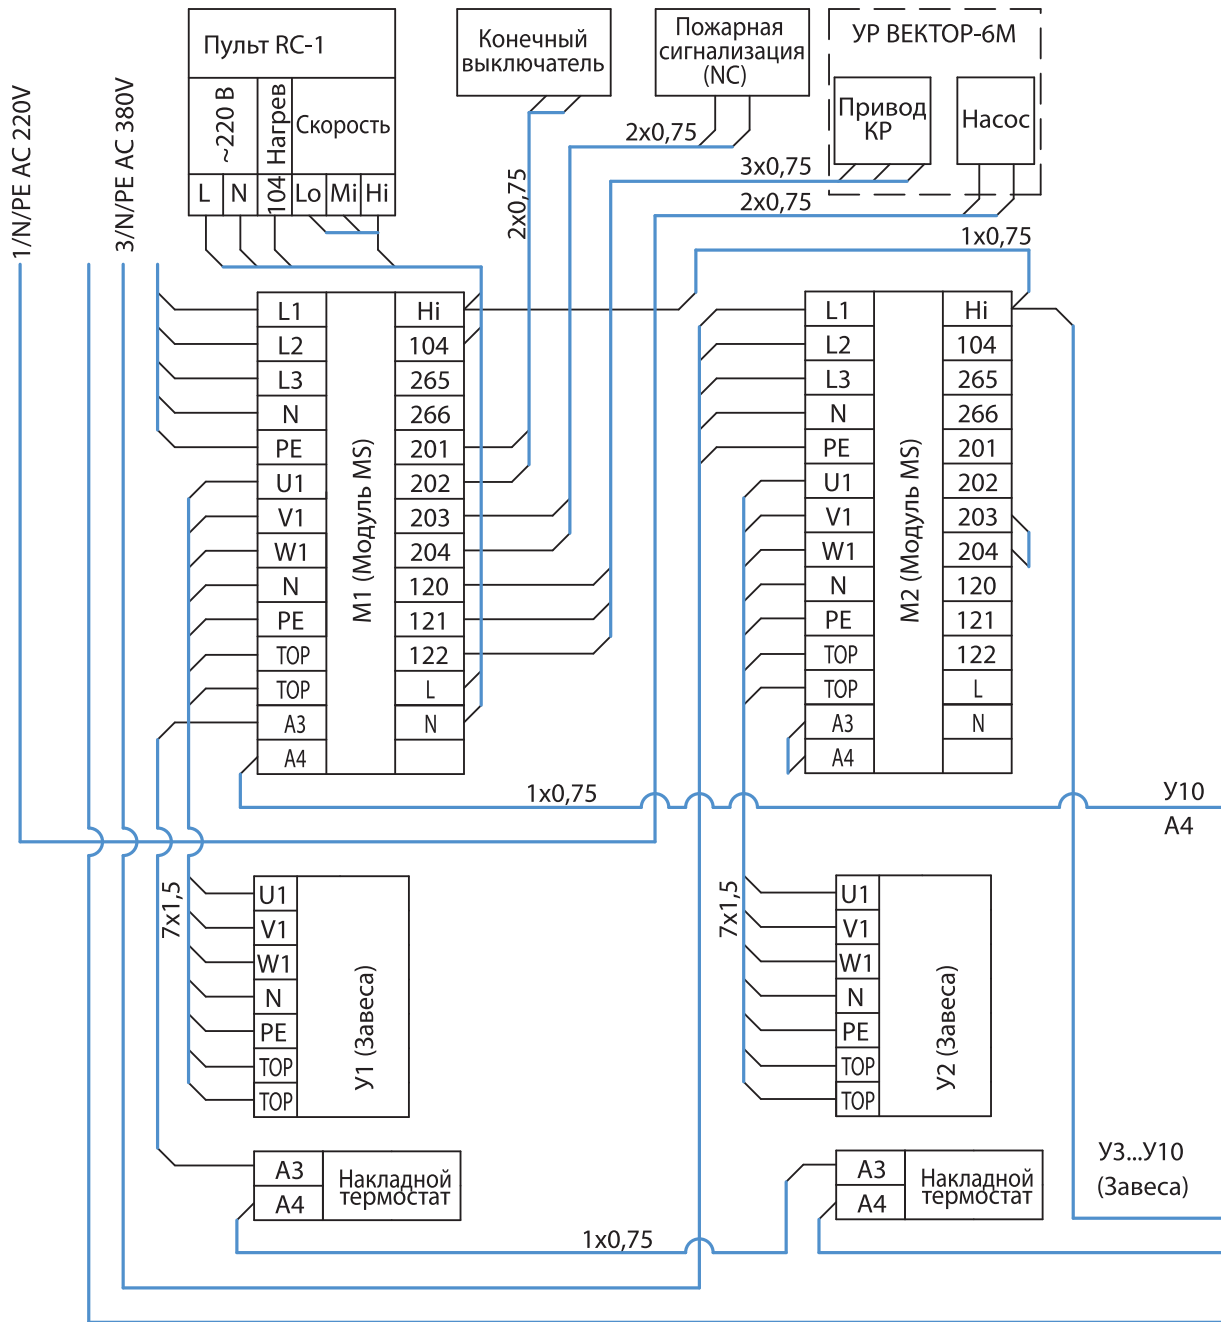 1/N/PE AC 220V
3/N/PE AC 380V
Пульт RC-1
~220 В
104 Нагрев
Скорость
L
N
Lo
Mi
Hi
Конечный
выключатель
Пожарная
сигнализация
(NC)
УР ВЕКТОР-6М
Привод
КР
Насос
2x0,75
2x0,75
3x0,75
2x0,75
1x0,75
М1 (Модуль MS)
L1
L2
L3
N
PE
U1
V1
W1
N
PE
TOP
TOP
A3
A4
Hi
104
265
266
201
202
203
204
120
121
122
L
N
М2 (Модуль MS)
L1
L2
L3
N
PE
U1
V1
W1
N
PE
TOP
TOP
A3
A4
Hi
104
265
266
201
202
203
204
120
121
122
L
N
1x0,75
У10
А4
7x1,5
U1
V1
W1
N
PE
TOP
TOP
У1 (Завеса)
7x1,5
U1
V1
W1
N
PE
TOP
TOP
У2 (Завеса)
A3
A4
Накладной
термостат
1x0,75
A3
A4
Накладной
термостат
У3...У10
(Завеса)